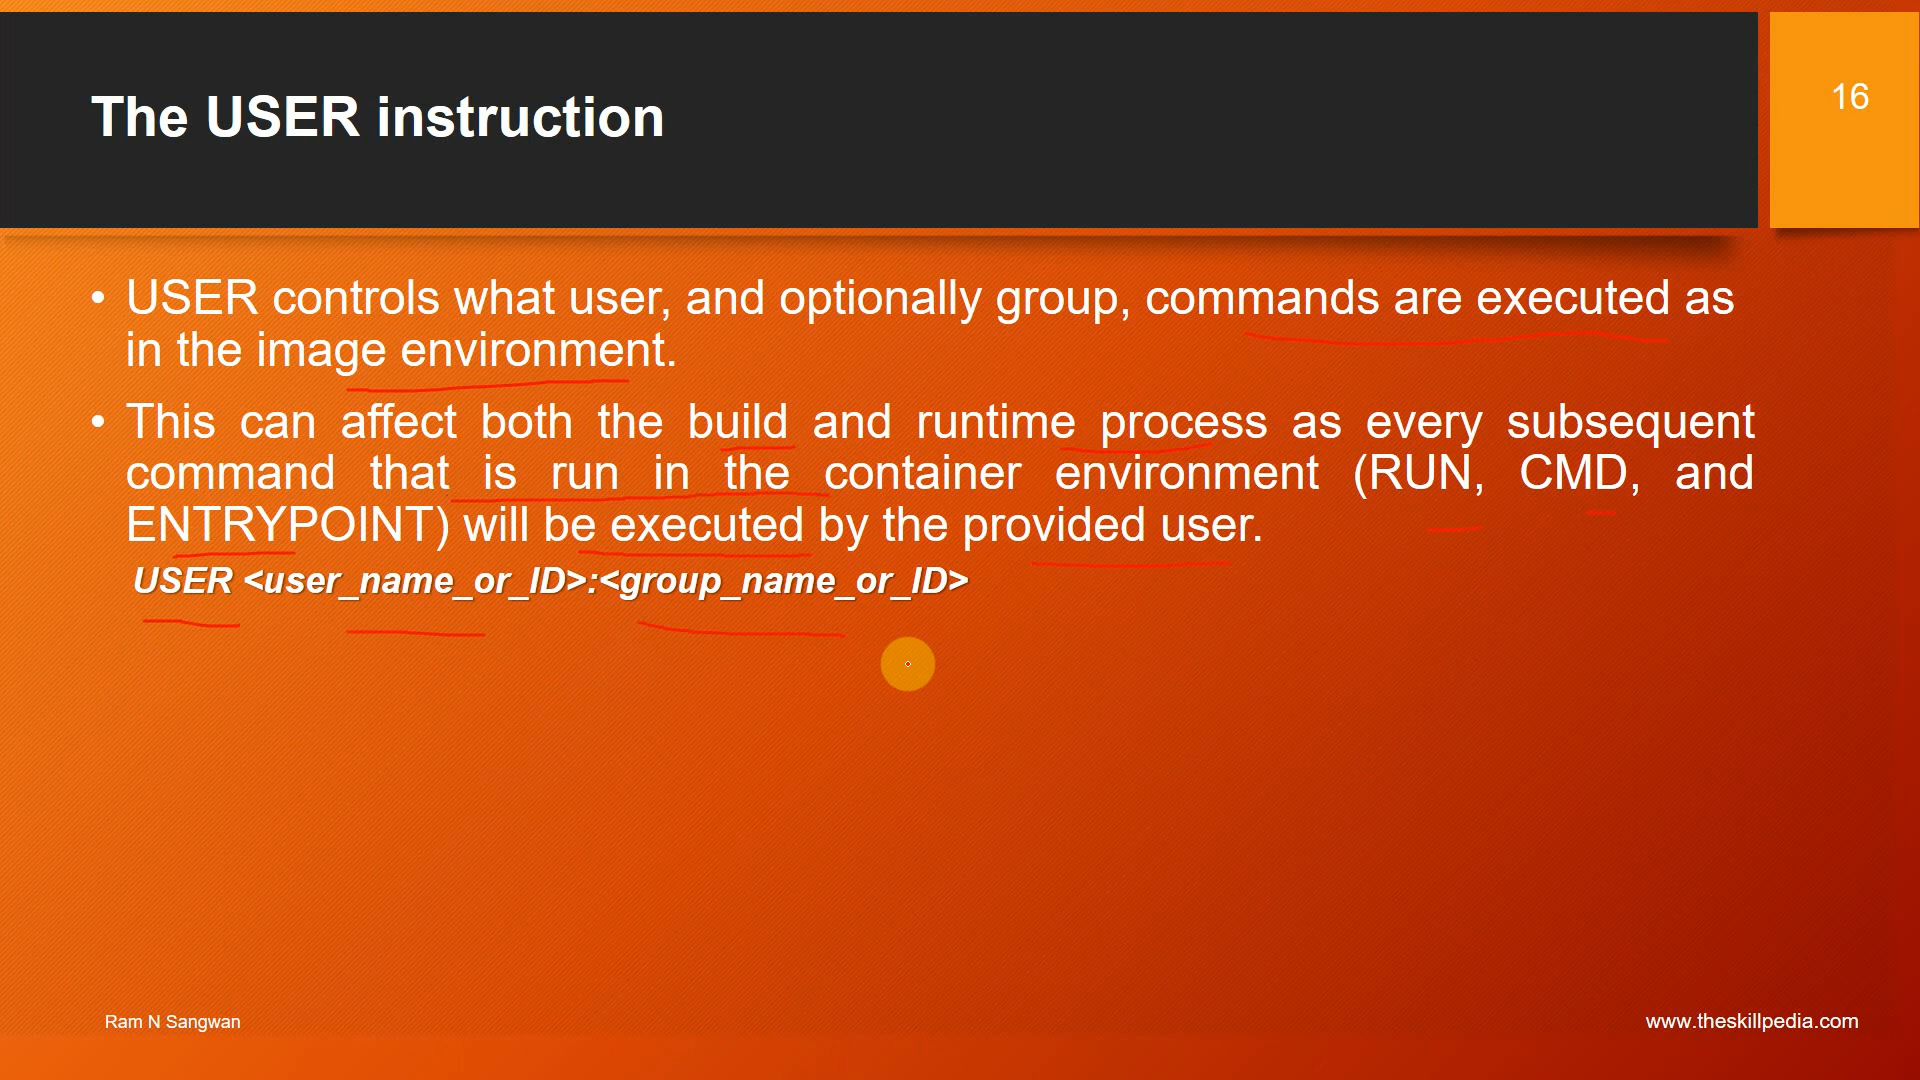 The USER instruction
16
• USER controls what user, and optionally group, commands are executed as
in the image environment.
• This can affect both the build and runtime process as every subsequent
command that is run in the container environment (RUN, CMD, and
ENTRYPOINT) will be executed by the provided user.
USER <user_name_or_ID>:<group_name_or_ID>
Ram N Sangwan
www.theskillpedia.com